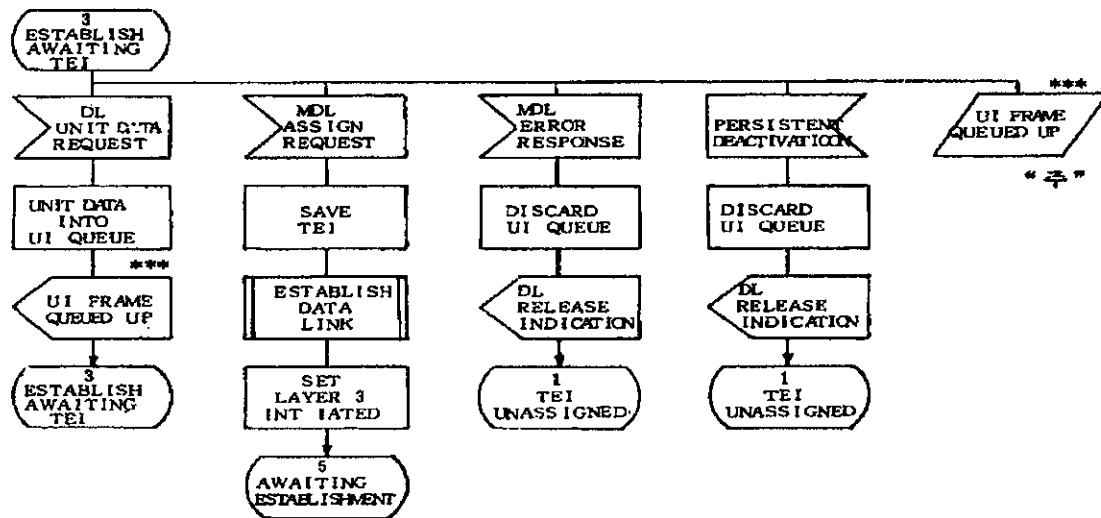 3
ESTABLISH
AWAITING
TEI
***
DL
UNIT DATA
REQUEST
MDL
ASSIGN
REQUEST
MDL
ERROR
RESPONSE
PERSISTENT
DEACTIVATION
UI FRAME
QUEUED UP
UNIT DATA
INTO
UI QUEUE
SAVE
TEI
DISCARD
UI QUEUE
DISCARD
UI QUEUE
***
UI FRAME
QUEUED UP
ESTABLISH
DATA
LINK
DL
RELEASE
INDICATION
DL
RELEASE
INDICATION
3
ESTABLISH
AWAITING
TEI
SET
LAYER 3
INT IATED
1
TEI
UNASSIGNED
1
TEI
UNASSIGNED
5
AWAITING
ESTABLISHMENT